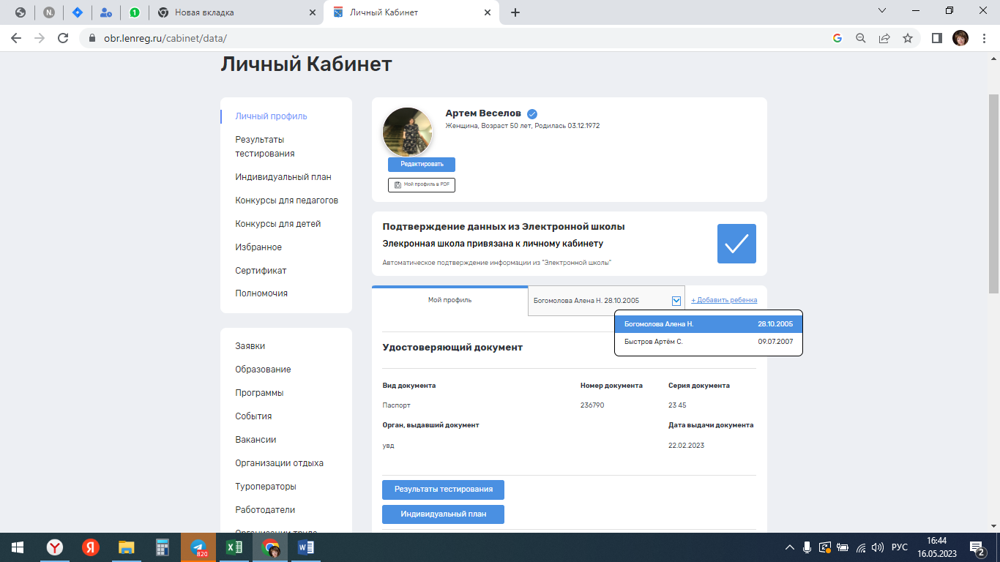 Новая вкладка
Личный Кабинет
obr.lenreg.ru/cabinet/data/
Личный Кабинет
Личный профиль
Результаты
тестирования
Индивидуальный план
Конкурсы для педагогов
Конкурсы для детей
Избранное
Сертификат
Полномочия
Заявки
Образование
Программы
События
Вакансии
Организации отдыха
Туроператоры
Работодатели
Артем Веселов
Женщина, Возраст 50 лет, Родилась 03.12.1972
Редактировать
Мой профиль в PDF
Подтверждение данных из Электронной школы
Элекронная школа привязана к личному кабинету
Автоматическое подтверждение информации из "Электронной школы"
Мой профиль
Богомолова Алена Н. 28.10.2005
+ Добавить ребенка
Богомолова Алена Н. 28.10.2005
Быстров Артём С. 09.07.2007
Удостоверяющий документ
Вид документа Номер документа Серия документа
Паспорт 236790 23 45
Орган, выдавший документ Дата выдачи документа
увд 22.02.2023
Результаты тестирования
Индивидуальный план
820
РУС
16:44
16.05.2023
2